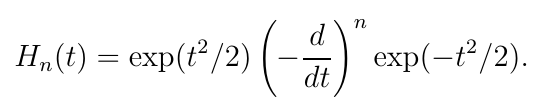 $$H_n(t) = \exp(t^2/2) \left( -\frac{d}{dt} \right)^n \exp(-t^2/2).$$